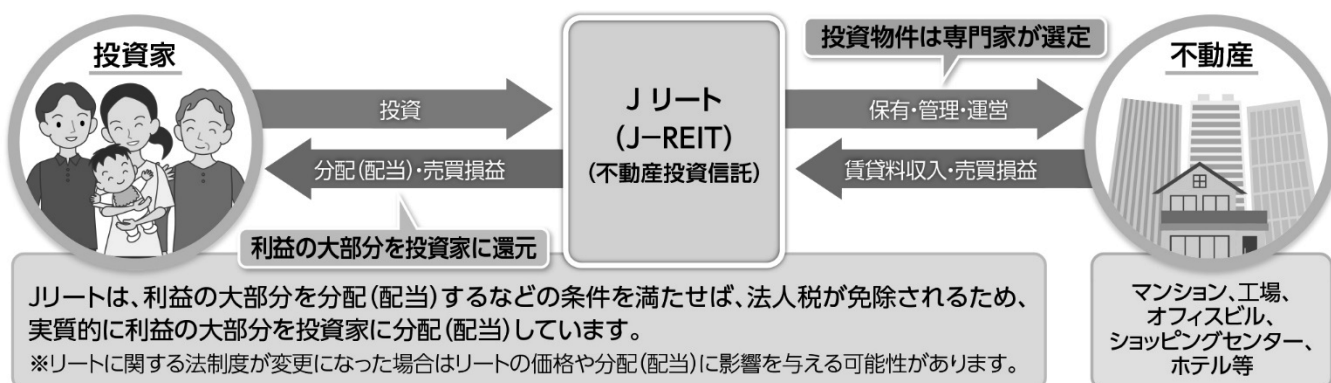 投資家
投資
分配(配当)・売買損益
利益の大部分を投資家に還元
Jリート
(J-REIT)
(不動産投資信託)
投資物件は専門家が選定
保有・管理・運営
賃貸料収入・売買損益
不動産
マンション、工場、
オフィスビル、
ショッピングセンター、
ホテル等
Jリートは、利益の大部分を分配(配当)するなどの条件を満たせば、法人税が免除されるため、
実質的に利益の大部分を投資家に分配(配当)しています。
※リートに関する法制度が変更になった場合はリートの価格や分配(配当)に影響を与える可能性があります。